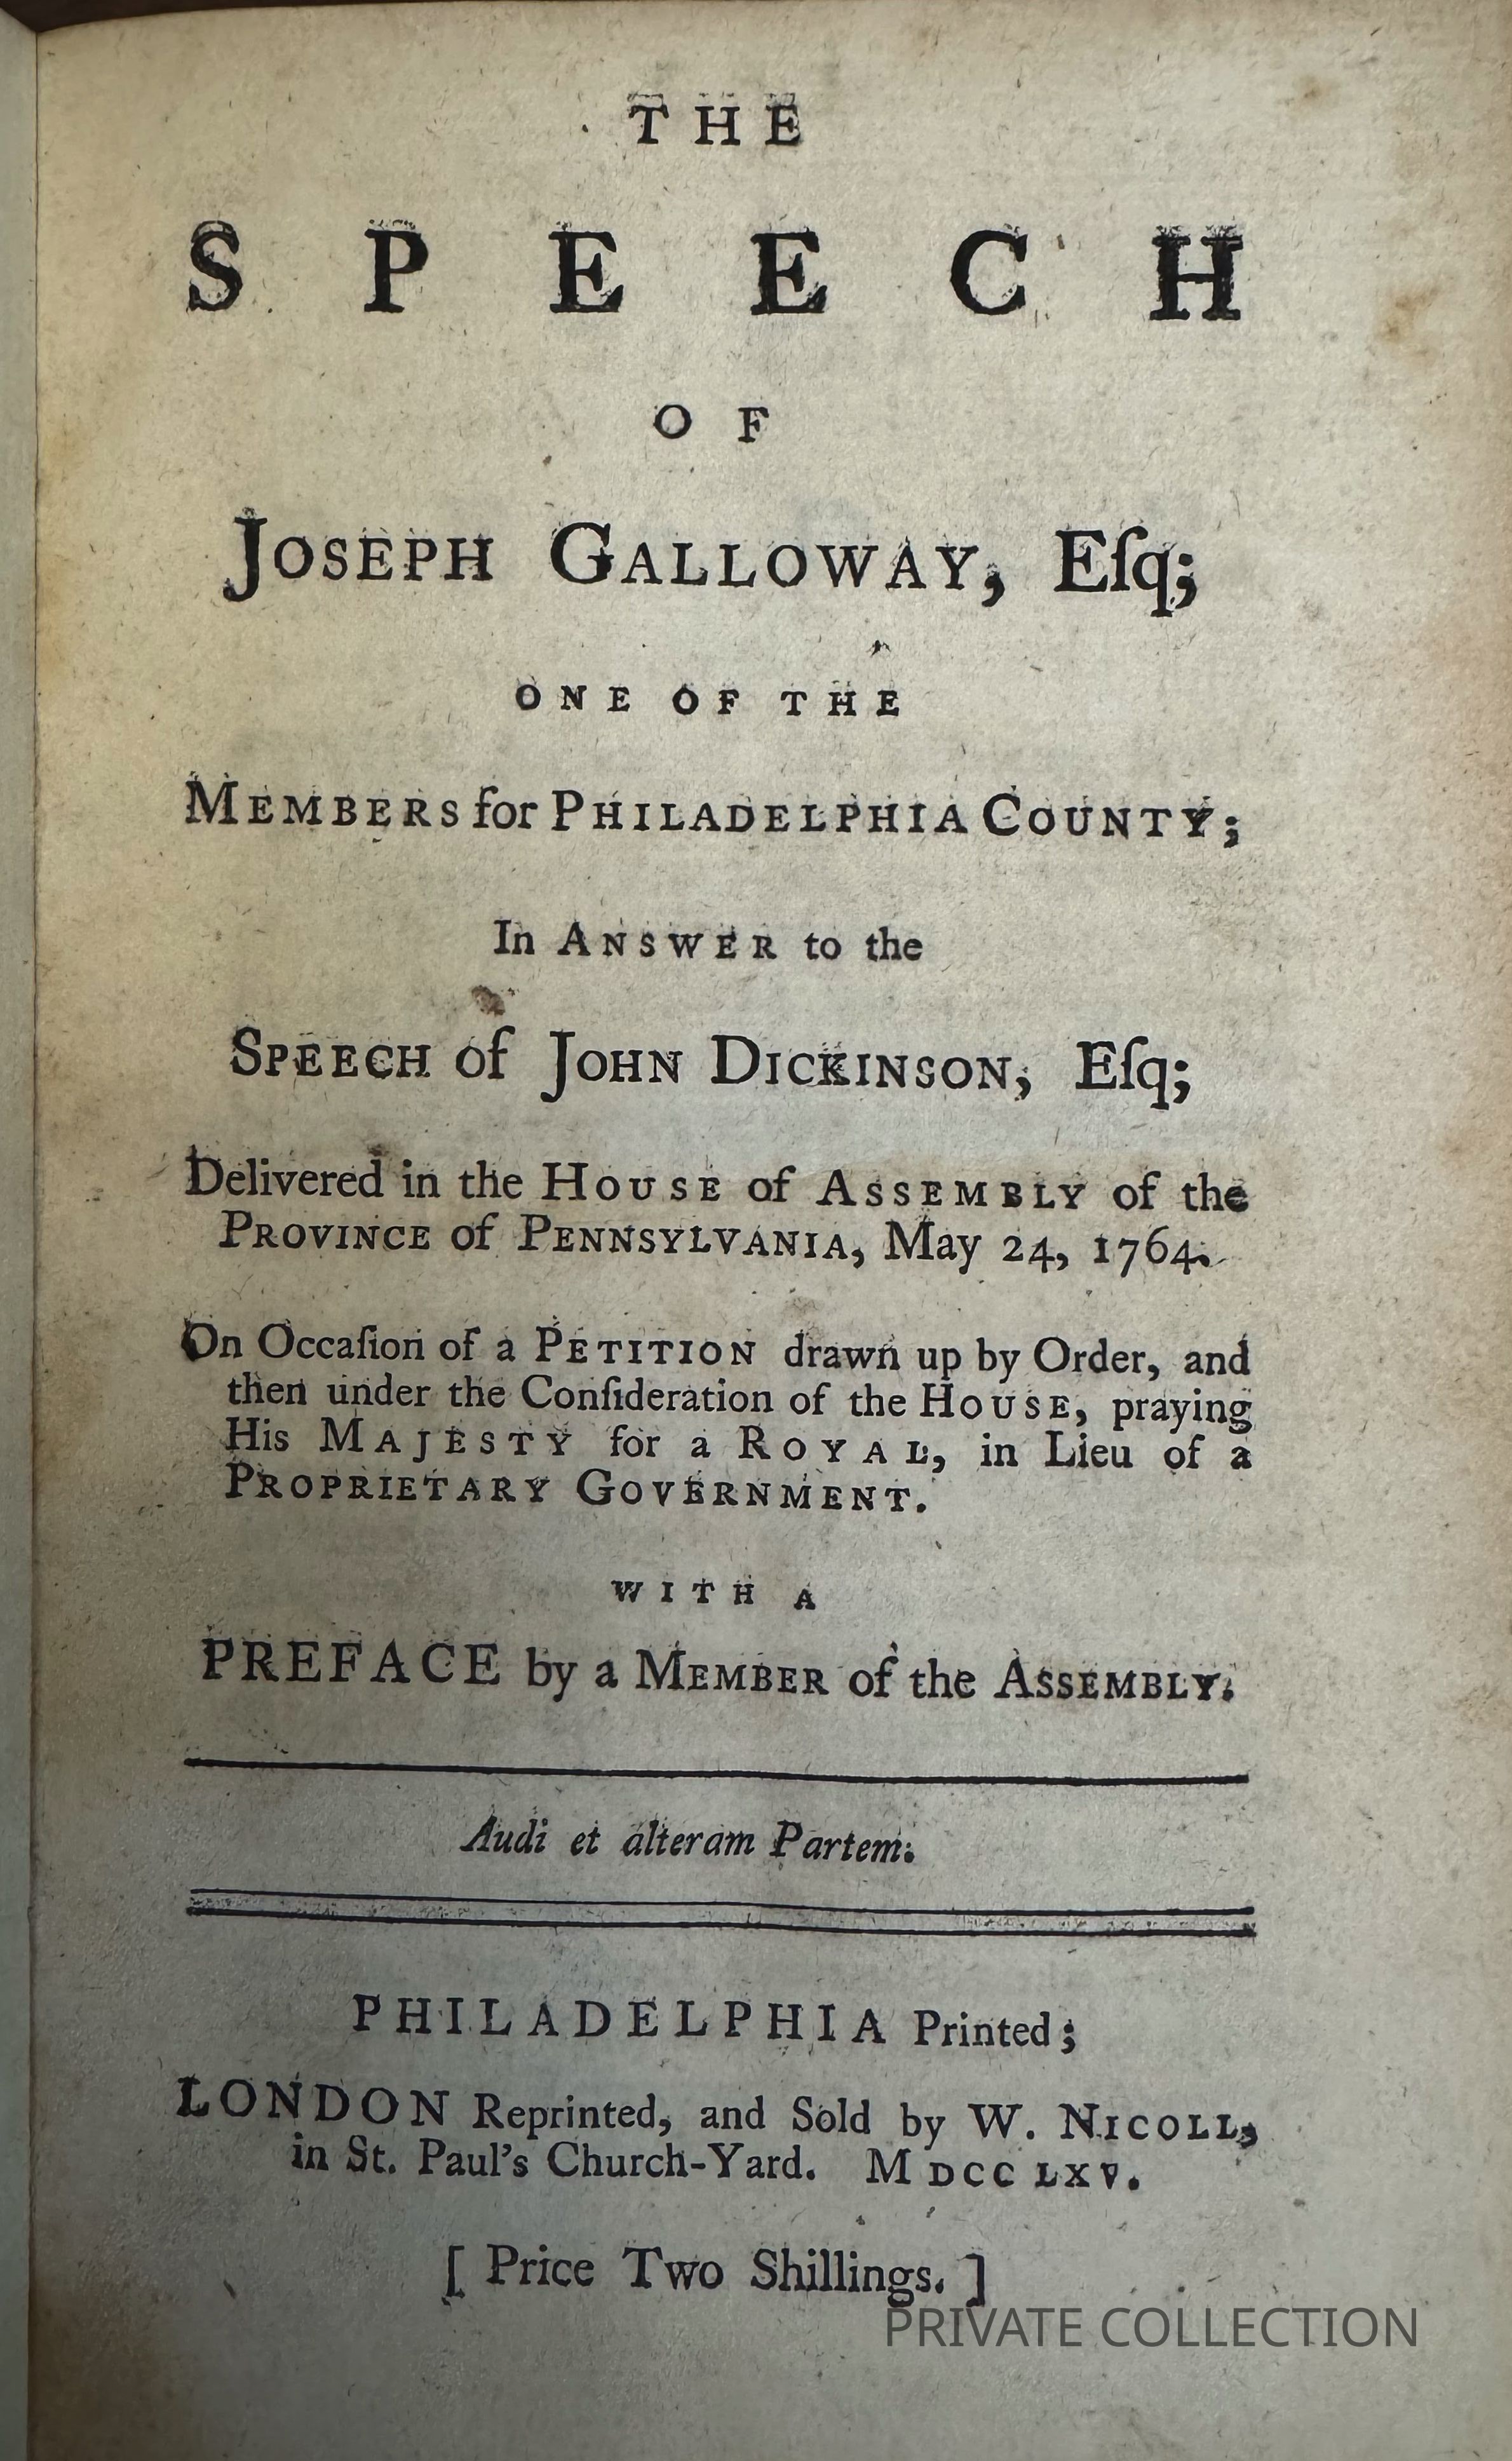 THE
SPEECH
OF
JOSEPH GALLOWAY, Eſq;
ONE OF THE
MEMBERS for PHILADELPHIA COUNTY;
In ANSWER to the
SPEECH of JOHN DICKINSON, Eſq;
Delivered in the HOUSE of ASSEMBLY of the
PROVINCE of PENNSYLVANIA, May 24, 1764.
On Occaſion of a PETITION drawn up by Order, and
then under the Conſideration of the HOUSE, praying
His MAJESTY for a ROYAL, in Lieu of a
PROPRIETARY GOVERNMENT.
WITH A
PREFACE by a MEMBER of the ASSEMBLY.
Audi et alteram Partem.
PHILADELPHIA Printed;
LONDON Reprinted, and Sold by W. NICOLL,
in St. Paul's Church-Yard. MDCCLXV.
[ Price Two Shillings. ]
PRIVATE COLLECTION